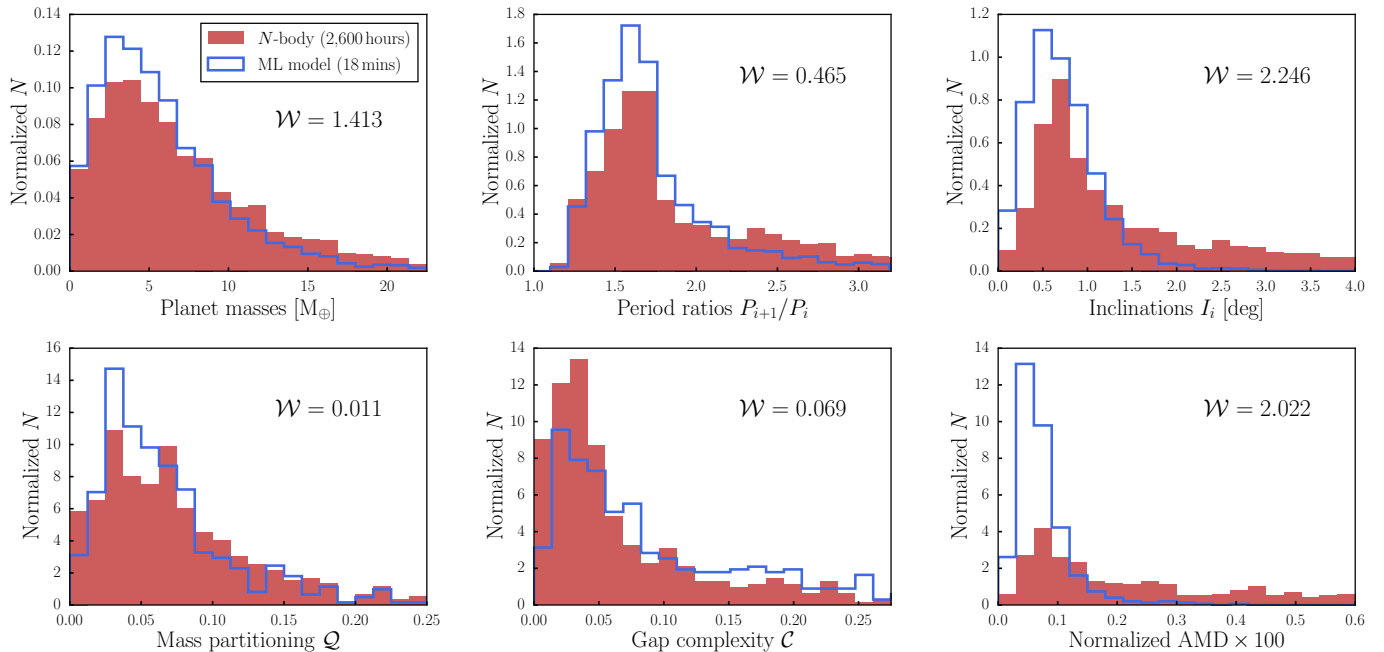 0.14
0.12
0.10
0.08
0.06
0.04
0.02
0.00
Normalized N
N-body (2,600 hours)
ML model (18 mins)
𝒲 = 1.413
0 5 10 15 20
Planet masses [M⊕]
1.8
1.6
1.4
1.2
1.0
0.8
0.6
0.4
0.2
0.0
Normalized N
𝒲 = 0.465
1.0 1.5 2.0 2.5 3.0
Period ratios P_{i+1}/P_i
1.2
1.0
0.8
0.6
0.4
0.2
0.0
Normalized N
𝒲 = 2.246
0.0 0.5 1.0 1.5 2.0 2.5 3.0 3.5 4.0
Inclinations I_i [deg]
16
14
12
10
8
6
4
2
0
Normalized N
𝒲 = 0.011
0.00 0.05 0.10 0.15 0.20 0.25
Mass partitioning 𝒬
14
12
10
8
6
4
2
0
Normalized N
𝒲 = 0.069
0.00 0.05 0.10 0.15 0.20 0.25
Gap complexity 𝒞
14
12
10
8
6
4
2
0
Normalized N
𝒲 = 2.022
0.0 0.1 0.2 0.3 0.4 0.5 0.6
Normalized AMD × 100